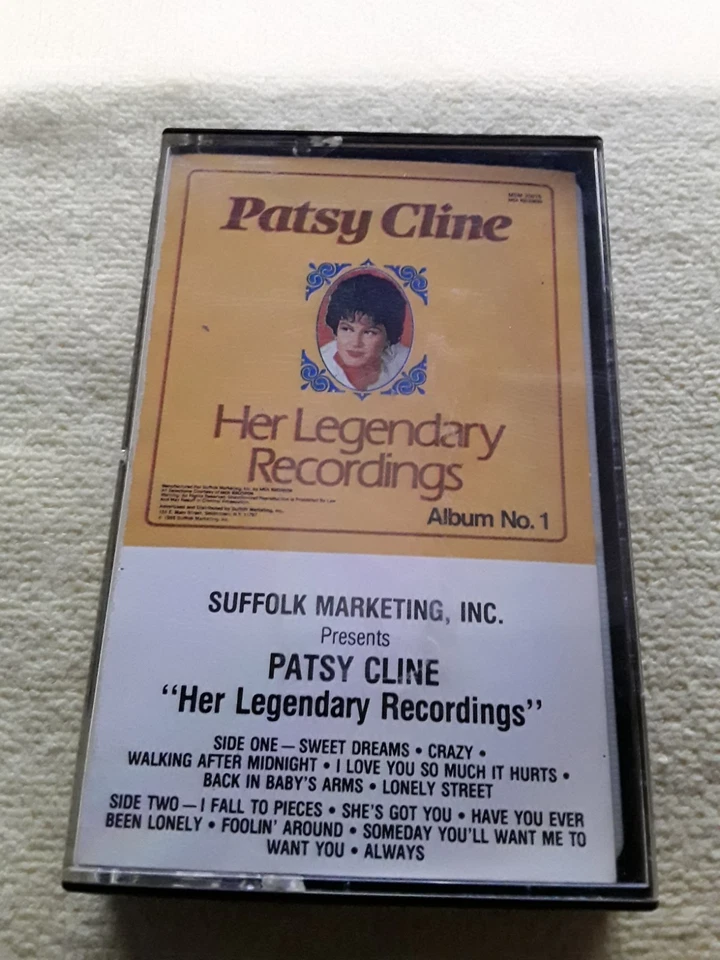 Patsy Cline
Her Legendary
Recordings
Album No. 1
SUFFOLK MARKETING, INC.
Presents
PATSY CLINE
“Her Legendary Recordings”
SIDE ONE — SWEET DREAMS • CRAZY •
WALKING AFTER MIDNIGHT • I LOVE YOU SO MUCH IT HURTS •
BACK IN BABY'S ARMS • LONELY STREET
SIDE TWO — I FALL TO PIECES • SHE'S GOT YOU • HAVE YOU EVER
BEEN LONELY • FOOLIN' AROUND • SOMEDAY YOU'LL WANT ME TO
WANT YOU • ALWAYS